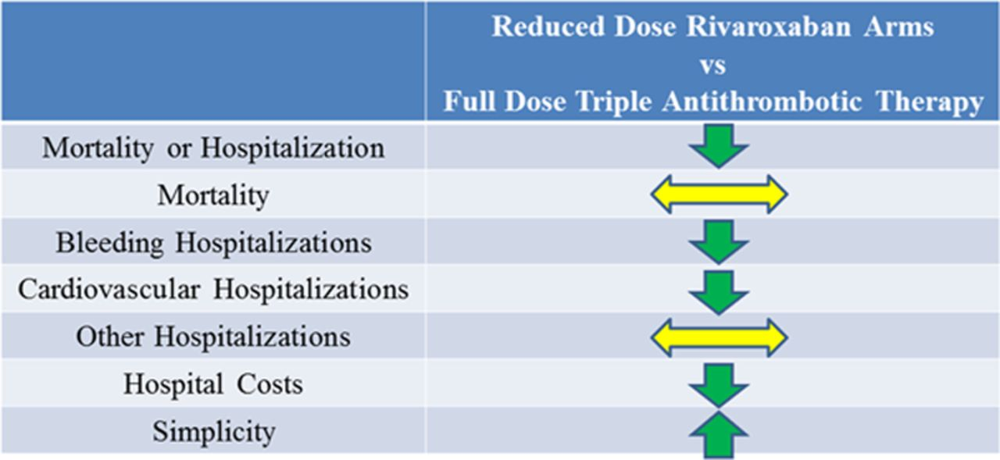 Reduced Dose Rivaroxaban Arms
vs
Full Dose Triple Antithrombotic Therapy
Mortality or Hospitalization
Mortality
Bleeding Hospitalizations
Cardiovascular Hospitalizations
Other Hospitalizations
Hospital Costs
Simplicity